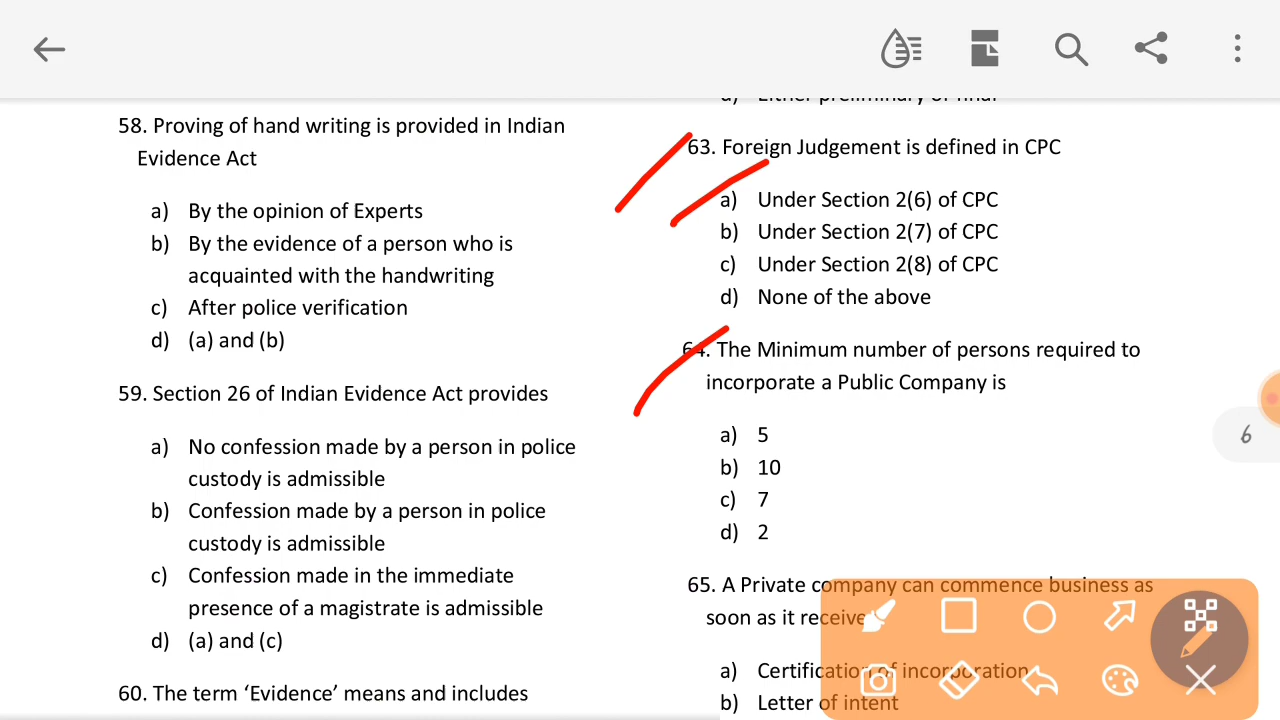 58. Proving of hand writing is provided in Indian
Evidence Act
a) By the opinion of Experts
b) By the evidence of a person who is
acquainted with the handwriting
c) After police verification
d) (a) and (b)
59. Section 26 of Indian Evidence Act provides
a) No confession made by a person in police
custody is admissible
b) Confession made by a person in police
custody is admissible
c) Confession made in the immediate
presence of a magistrate is admissible
d) (a) and (c)
60. The term ‘Evidence’ means and includes
d) Either preliminary or final
63. Foreign Judgement is defined in CPC
a) Under Section 2(6) of CPC
b) Under Section 2(7) of CPC
c) Under Section 2(8) of CPC
d) None of the above
64. The Minimum number of persons required to
incorporate a Public Company is
a) 5
b) 10
c) 7
d) 2
65. A Private company can commence business as
soon as it receive
a) Certification of incorporation
b) Letter of intent
6